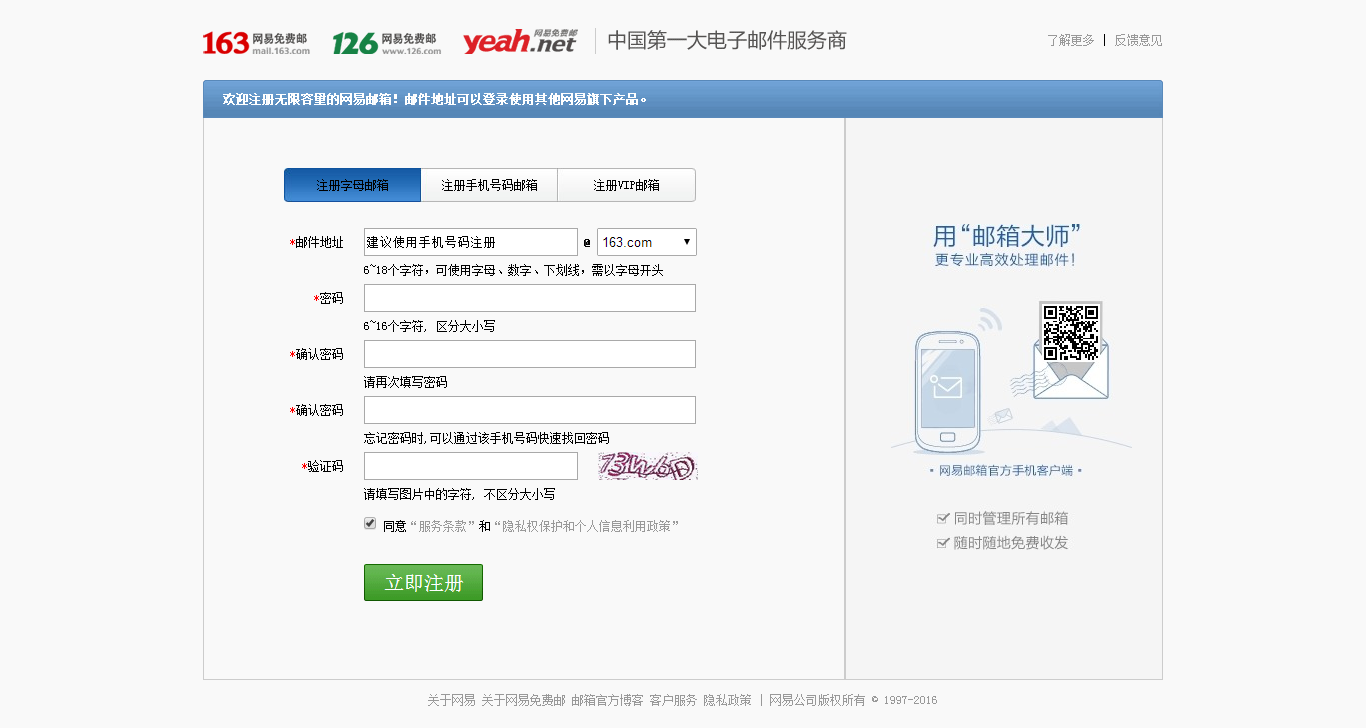 163 网易免费邮 mail.163.com 126 网易免费邮 www.126.com yeah.net 网易免费邮 中国第一大电子邮件服务商 了解更多 | 反馈意见
欢迎注册无限容量的网易邮箱！邮件地址可以登录使用其他网易旗下产品。
注册字母邮箱 注册手机号码邮箱 注册VIP邮箱
*邮件地址 建议使用手机号码注册 @ 163.com
6~18个字符，可使用字母、数字、下划线，需以字母开头
*密码
6~16个字符, 区分大小写
*确认密码
请再次填写密码
*确认密码
忘记密码时,可以通过该手机号码快速找回密码
*验证码
请填写图片中的字符, 不区分大小写
同意“服务条款”和“隐私权保护和个人信息利用政策”
立即注册
用“邮箱大师”
更专业高效处理邮件！
• 网易邮箱官方手机客户端 •
同时管理所有邮箱
随时随地免费收发
关于网易 关于网易免费邮 邮箱官方博客 客户服务 隐私政策 | 网易公司版权所有 © 1997-2016